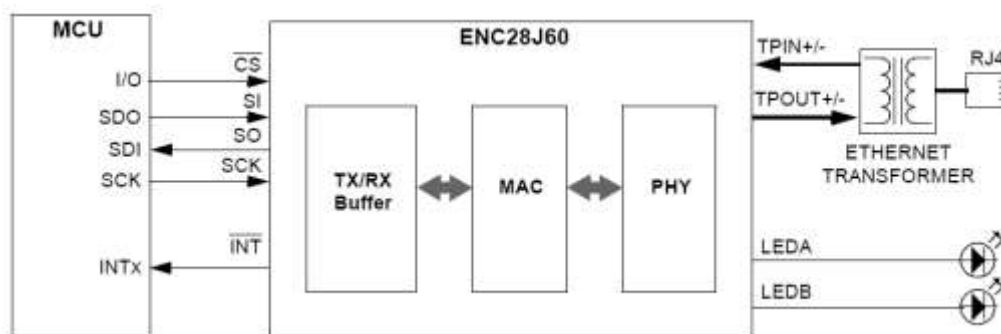 MCU
I/O
SDO
SDI
SCK
INTx
CS
SI
SO
SCK
INT
ENC28J60
TX/RX
Buffer
MAC
PHY
TPIN+/-
TPOUT+/-
RJ4
ETHERNET
TRANSFORMER
LEDA
LEDB